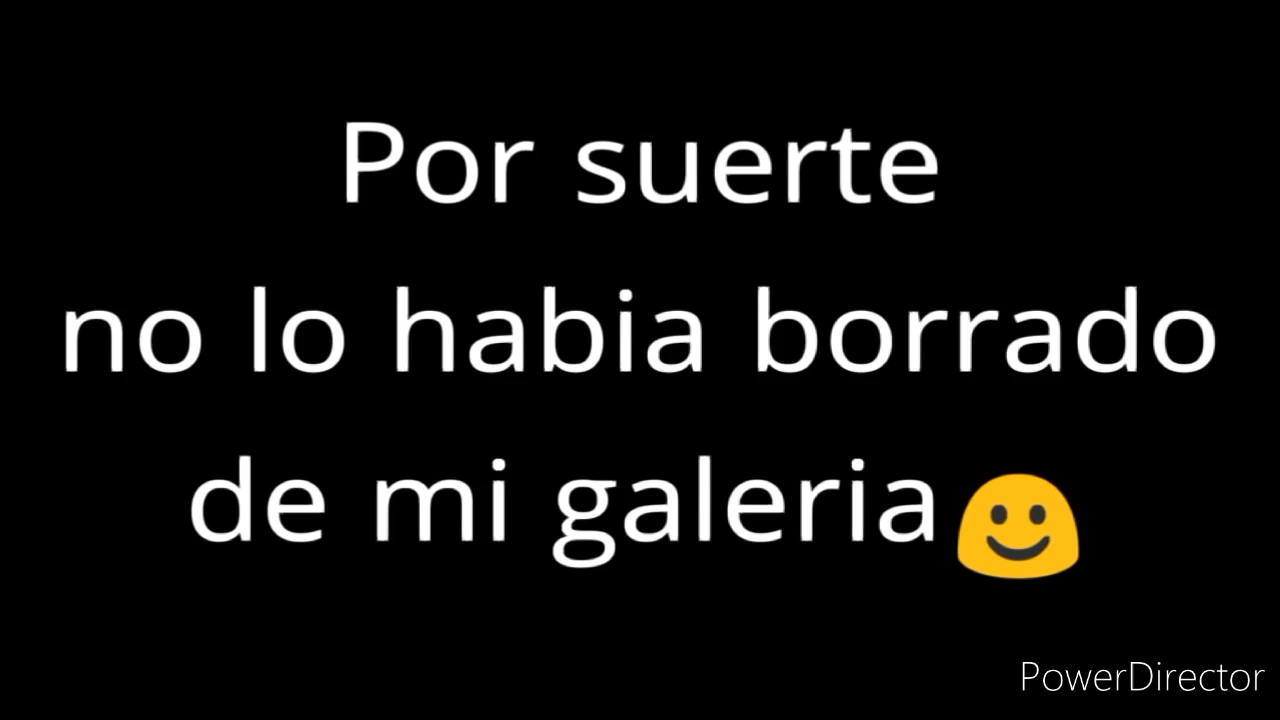 Por suerte
no lo habia borrado
de mi galeria🙂
PowerDirector